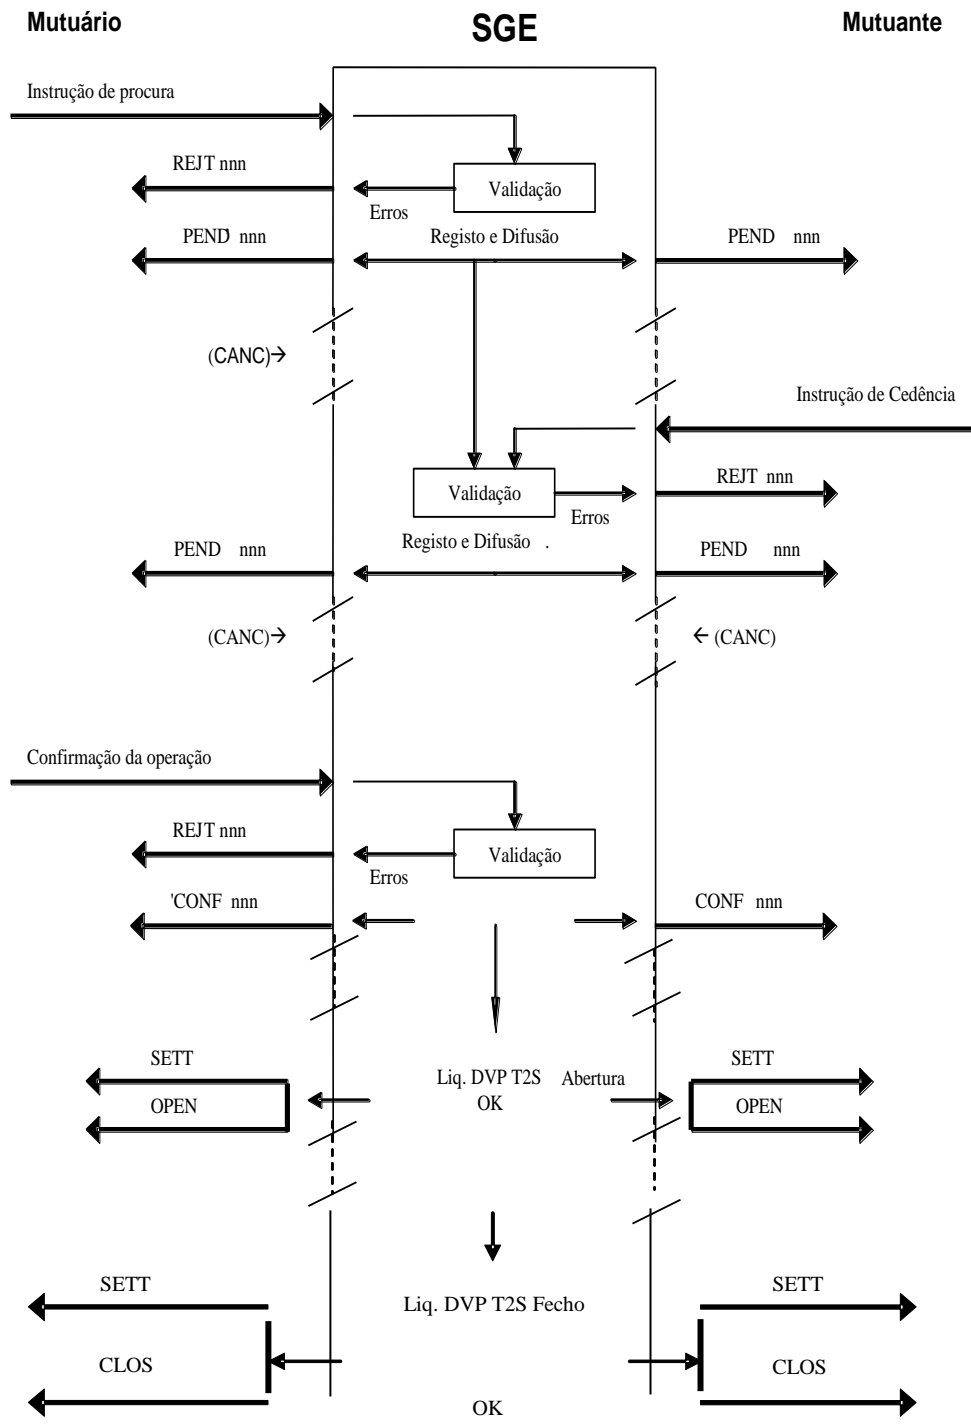 Mutuário
SGE
Mutuante
Instrução de procura
REJT nnn
Validação
Erros
PEND' nnn
Registo e Difusão
PEND nnn
(CANC)→
Instrução de Cedência
Validação
REJT nnn
Erros
Registo e Difusão .
PEND nnn
PEND nnn
(CANC)→
← (CANC)
Confirmação da operação
REJT nnn
Validação
Erros
'CONF nnn
CONF nnn
SETT
Liq. DVP T2S Abertura
SETT
OPEN
OK
OPEN
SETT
Liq. DVP T2S Fecho
SETT
CLOS
CLOS
OK